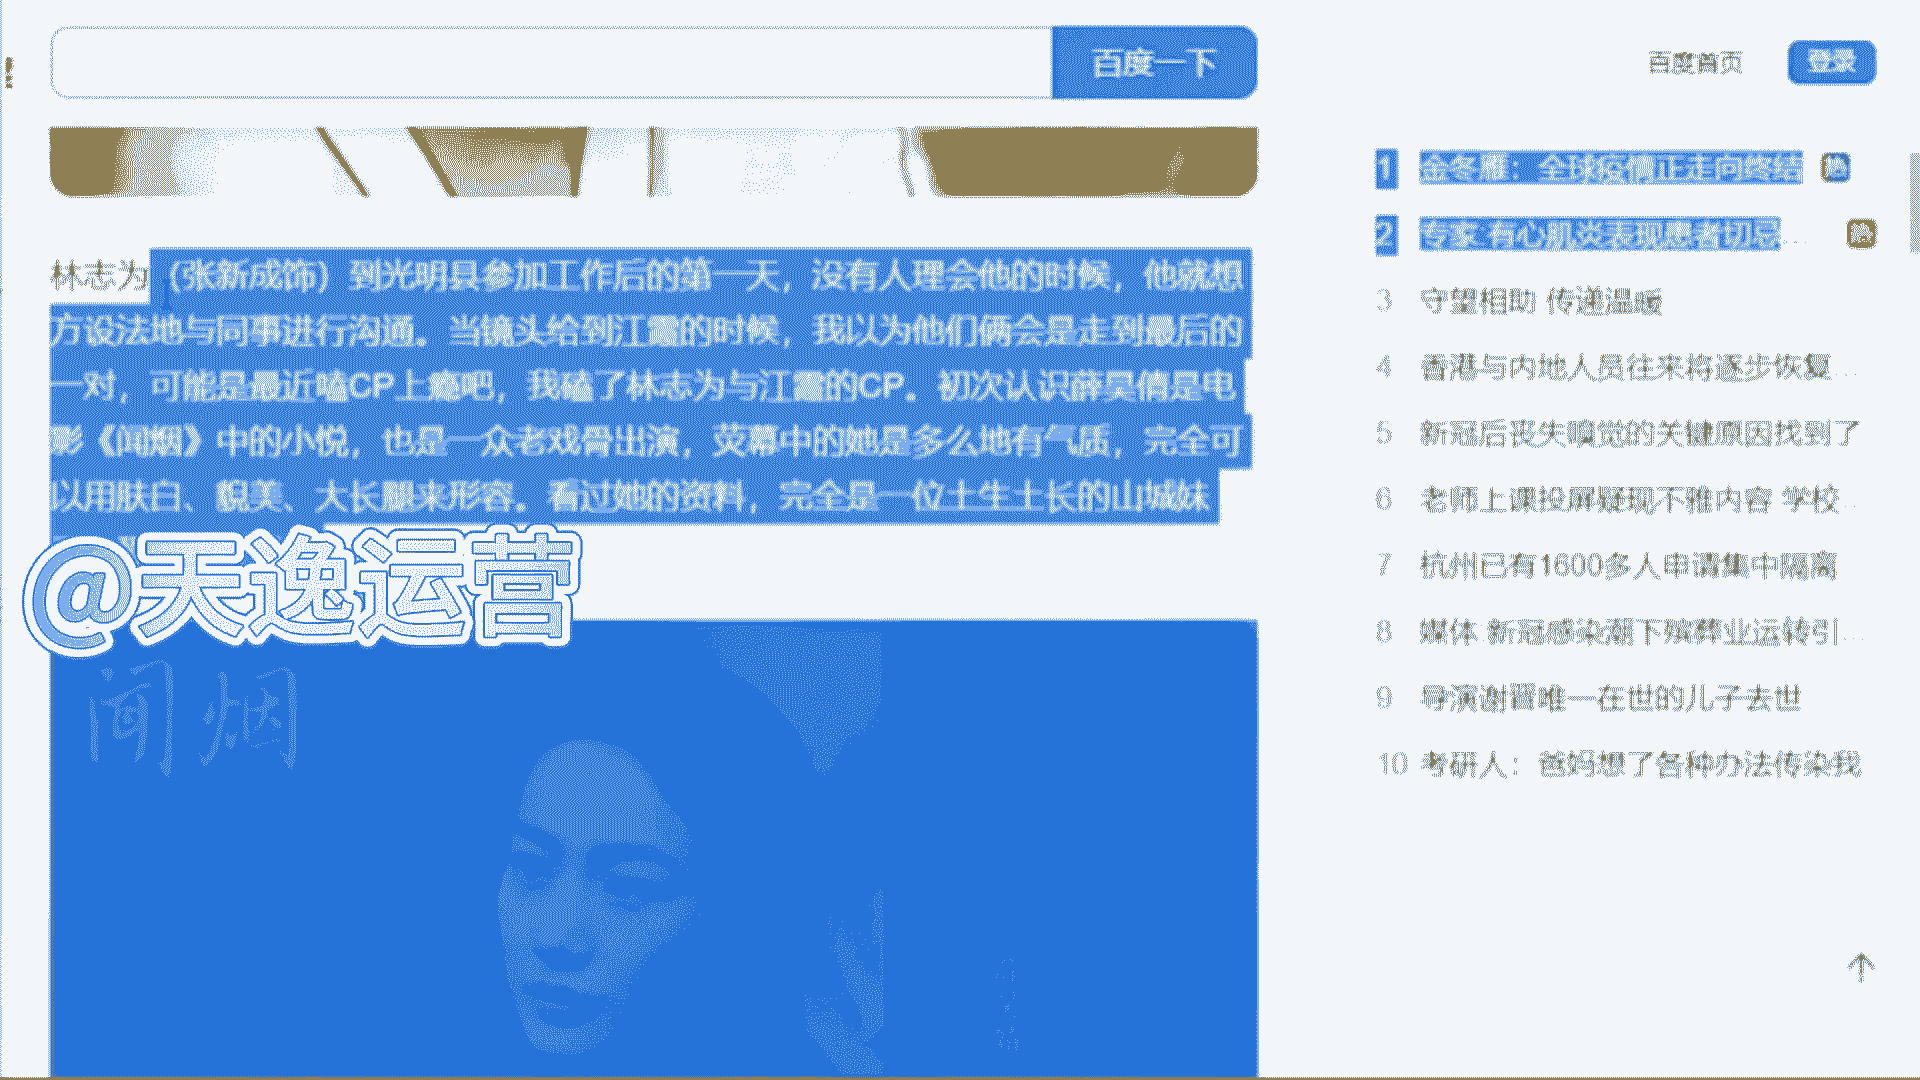 百度一下
百度首页
登录
林志为（张新成饰）到光明县参加工作后的第一天，没有人理会他的时候，他就想
方设法地与同事进行沟通。当镜头给到江霞的时候，我以为他们俩会是走到最后的
一对，可能是最近嗑CP上瘾吧，我磕了林志为与江霞的CP。初次认识薛昊倩是电
影《闻烟》中的小悦，也是一众老戏骨出演，荧幕中的她是多么地有气质，完全可
以用肤白、貌美、大长腿来形容。看过她的资料，完全是一位土生土长的山城妹
@天逸运营
闻烟
1 金冬雁：全球疫情正走向终结 热
2 专家:有心肌炎表现患者切忌... 热
3 守望相助 传递温暖
4 香港与内地人员往来将逐步恢复...
5 新冠后丧失嗅觉的关键原因找到了
6 老师上课投屏疑现不雅内容 学校...
7 杭州已有1600多人申请集中隔离
8 媒体:新冠感染潮下殡葬业运转引...
9 导演谢晋唯一在世的儿子去世
10 考研人：爸妈想了各种办法传染我